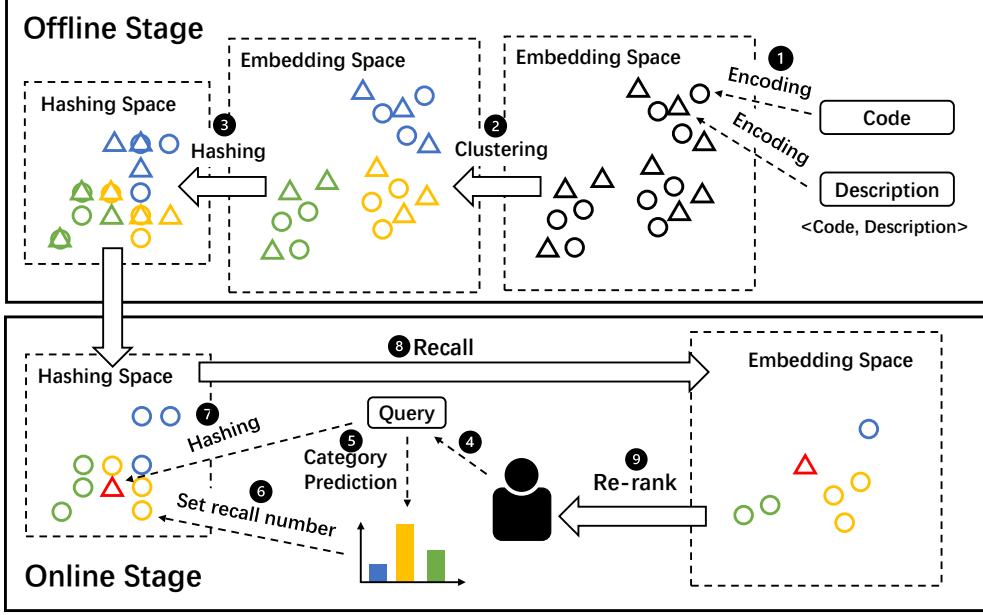 Offline Stage
Hashing Space
3
Hashing
Embedding Space
2
Clustering
Embedding Space
1
Encoding
Encoding
Code
Description
<Code, Description>
Online Stage
Hashing Space
8 Recall
7
Hashing
Query
5
Category
Prediction
4
6
Set recall number
9
Re-rank
Embedding Space